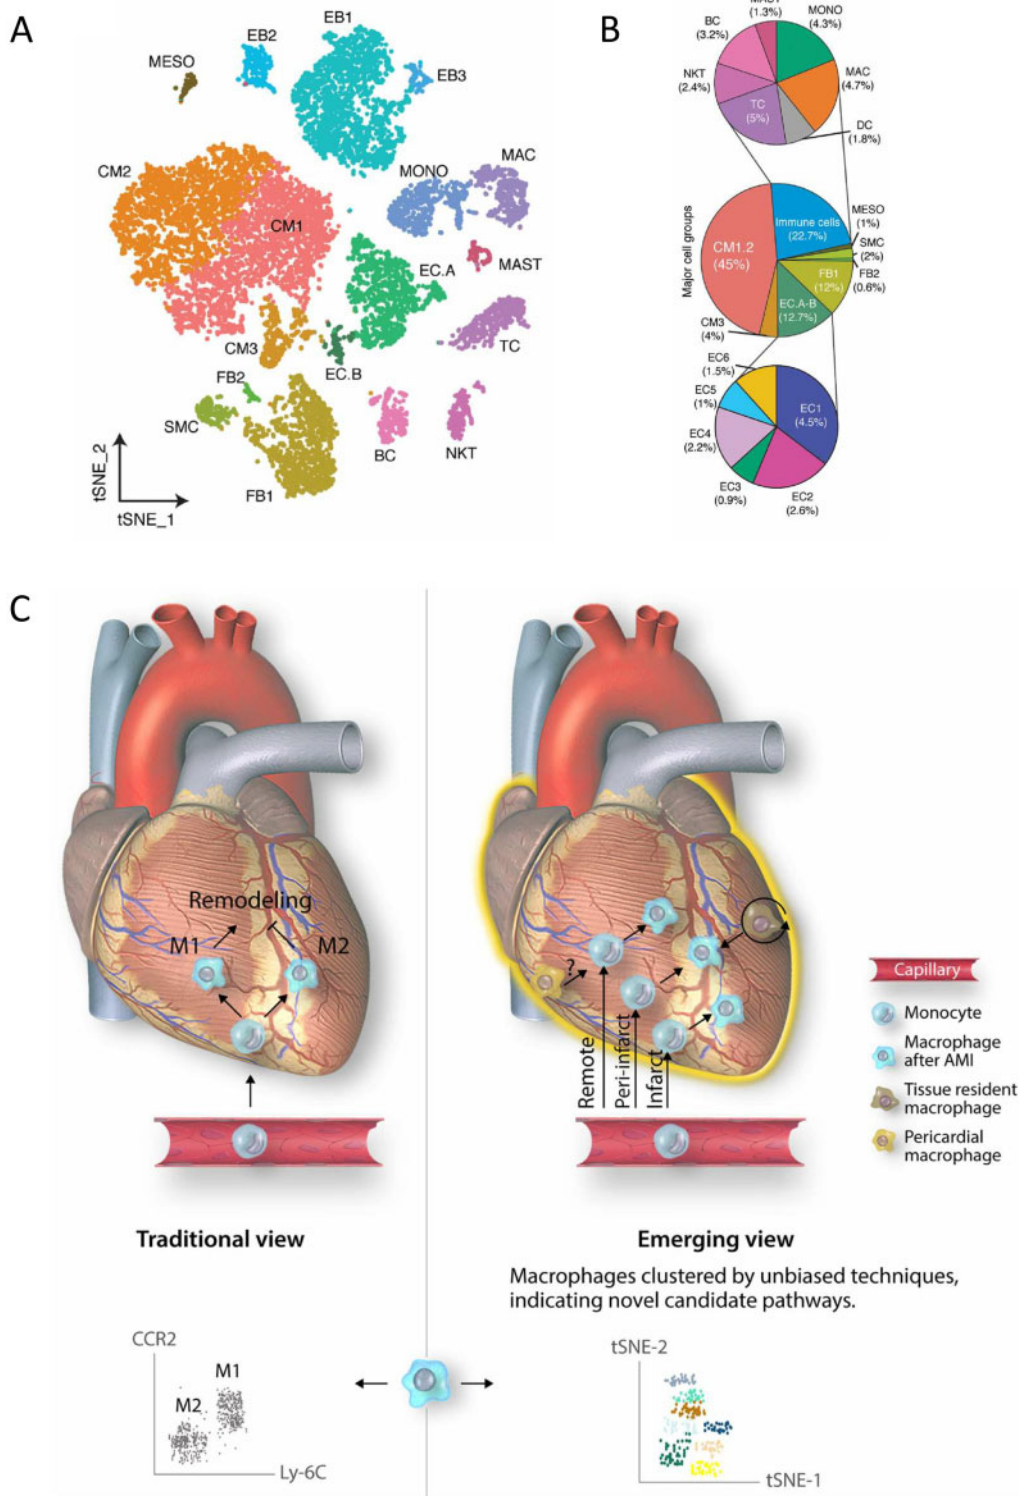 A
EB1
EB2
MESO
EB3
CM2
MONO
MAC
CM1
EC.A
MAST
CM3
TC
EC.B
FB2
SMC
BC
NKT
FB1
tSNE_2
tSNE_1
B
(1.3%)
MONO
(4.3%)
BC
(3.2%)
NKT
(2.4%)
MAC
(4.7%)
TC
(5%)
DC
(1.8%)
Major cell groups
Immune cells
(22.7%)
MESO
(1%)
SMC
(2%)
CM1.2
(45%)
FB1
(12%)
FB2
(0.6%)
EC.A-B
(12.7%)
CM3
(4%)
EC6
(1.5%)
EC5
(1%)
EC1
(4.5%)
EC4
(2.2%)
EC3
(0.9%)
EC2
(2.6%)
C
Remodeling
M1
M2
?
Remote
Peri-infarct
Infarct
Capillary
Monocyte
Macrophage
after AMI
Tissue resident
macrophage
Pericardial
macrophage
Traditional view
Emerging view
Macrophages clustered by unbiased techniques,
indicating novel candidate pathways.
CCR2
M1
M2
Ly-6C
tSNE-2
tSNE-1